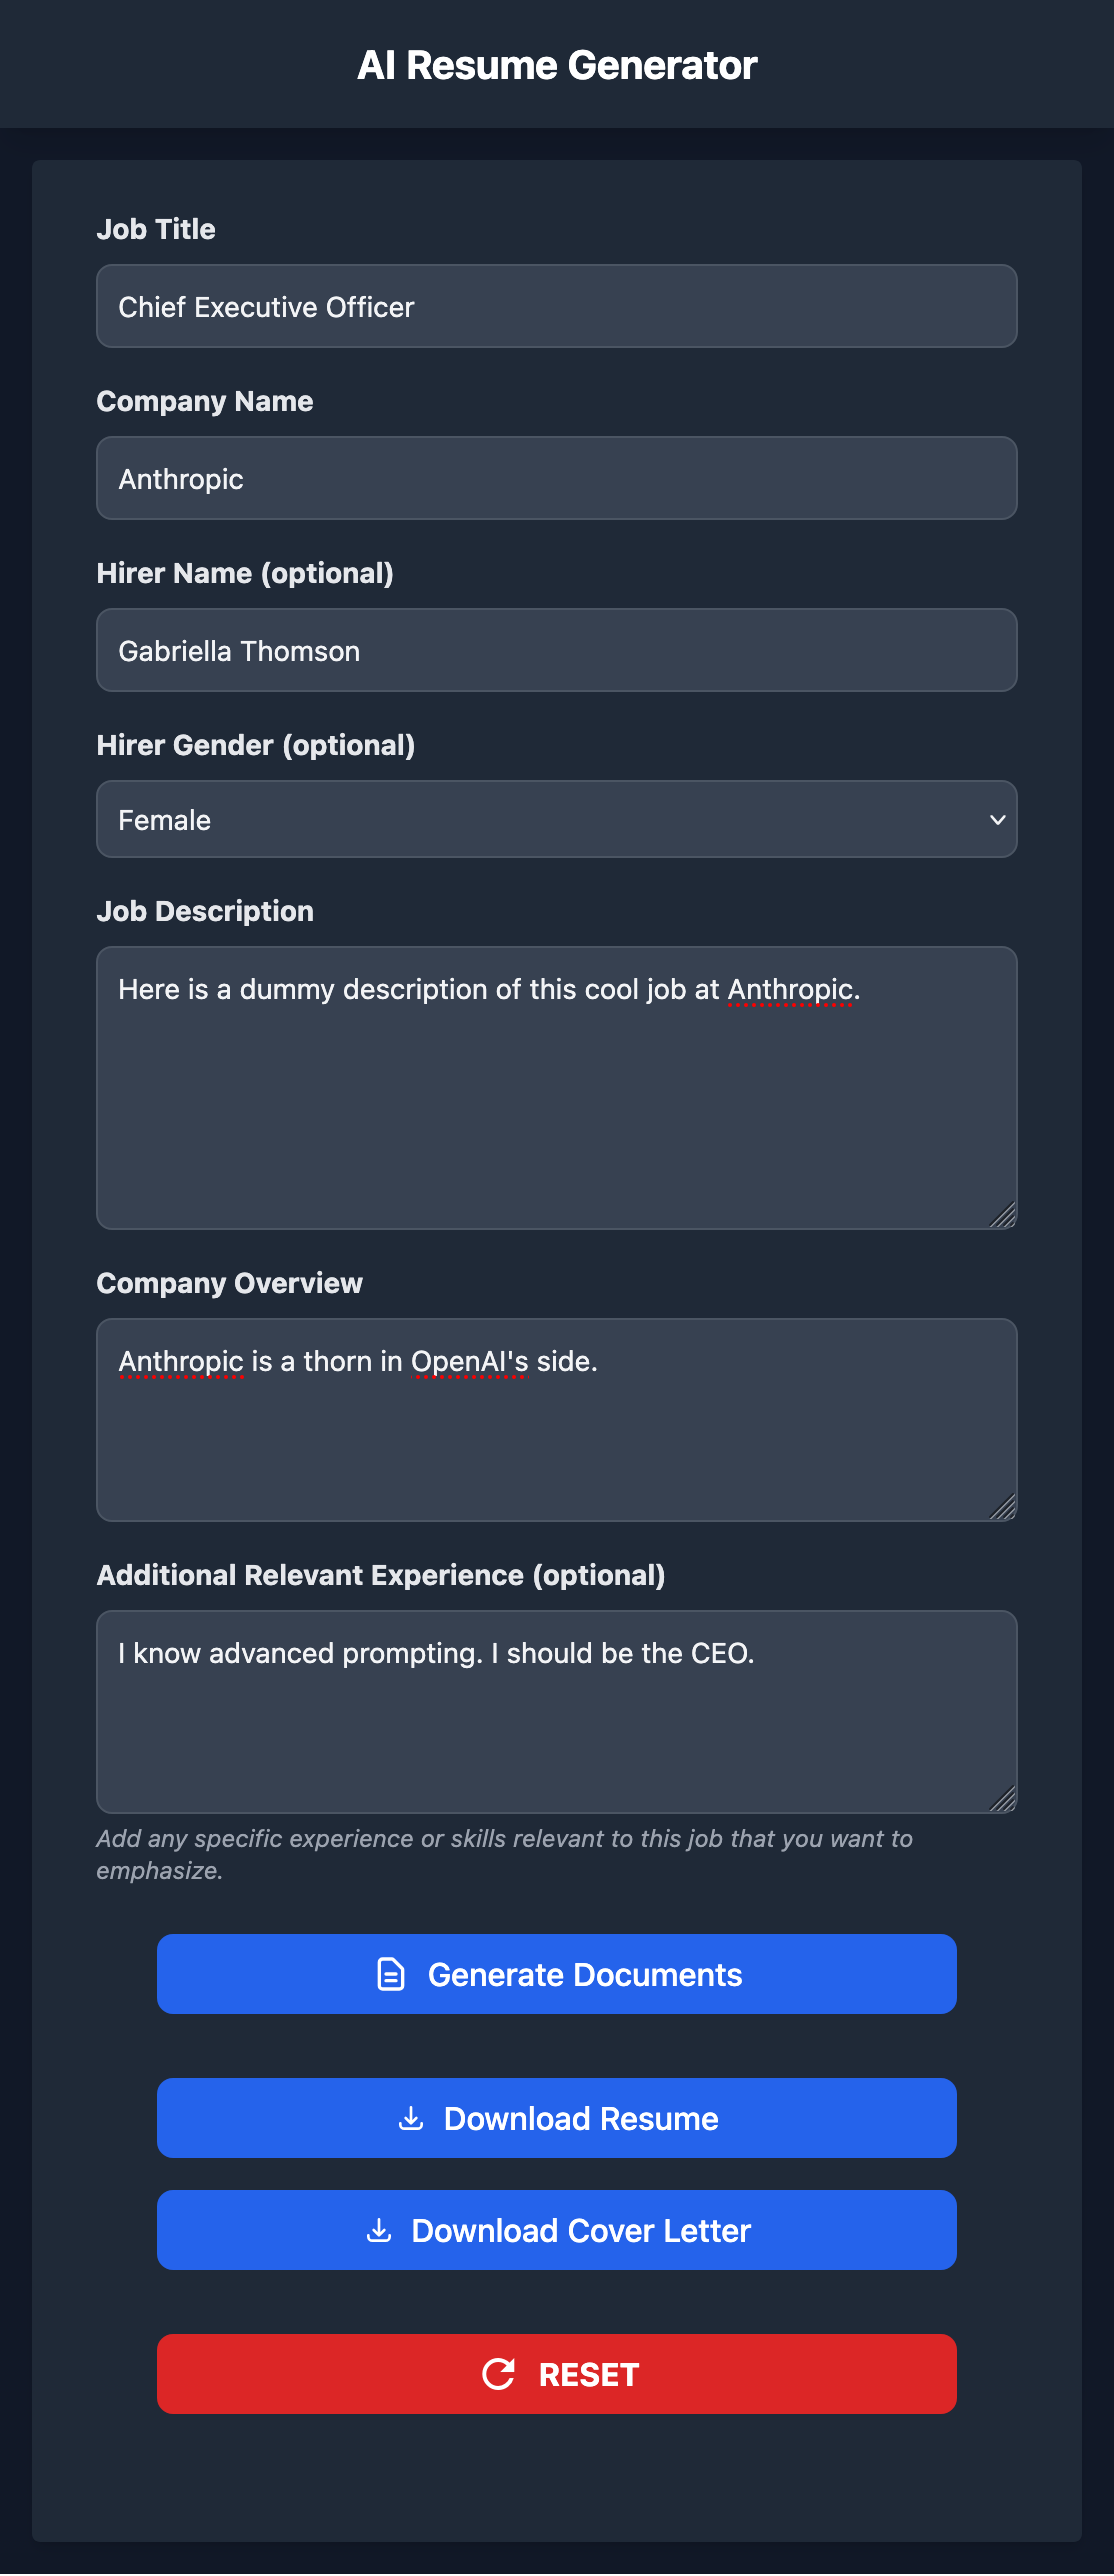 AI Resume Generator
Job Title
Chief Executive Officer
Company Name
Anthropic
Hirer Name (optional)
Gabriella Thomson
Hirer Gender (optional)
Female
Job Description
Here is a dummy description of this cool job at Anthropic.
Company Overview
Anthropic is a thorn in OpenAI's side.
Additional Relevant Experience (optional)
I know advanced prompting. I should be the CEO.
Add any specific experience or skills relevant to this job that you want to
emphasize.
Generate Documents
Download Resume
Download Cover Letter
RESET